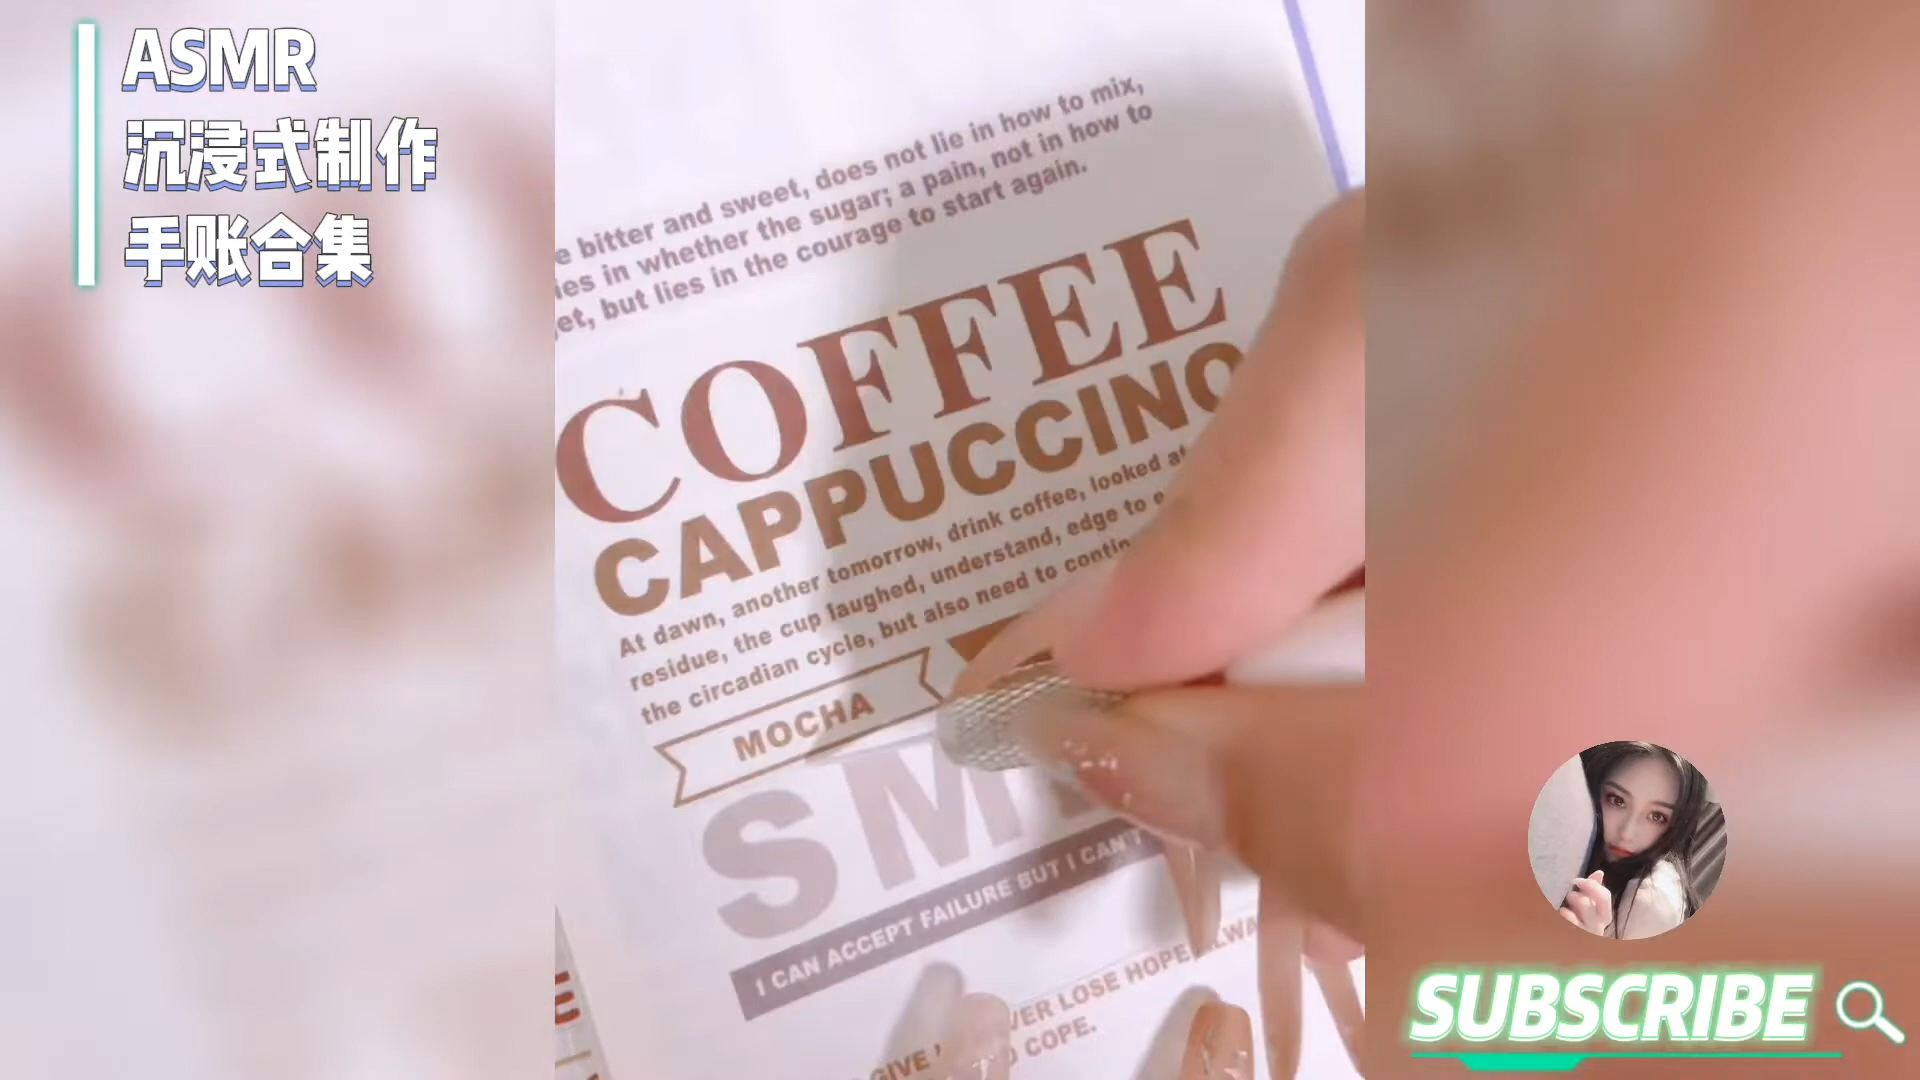 ASMR
沉浸式制作
手账合集
bitter and sweet, does not lie in how to mix,
in whether the sugar; a pain, not in how to
but lies in the courage to start again.
COFFEE
CAPPUCCINO
At dawn, another tomorrow, drink coffee, looked at
residue, the cup laughed, understand, edge to
the circadian cycle, but also need to
MOCHA
I CAN ACCEPT FAILURE BUT I CAN'T
LOSE HOPE
GIVE
COPE.
SUBSCRIBE